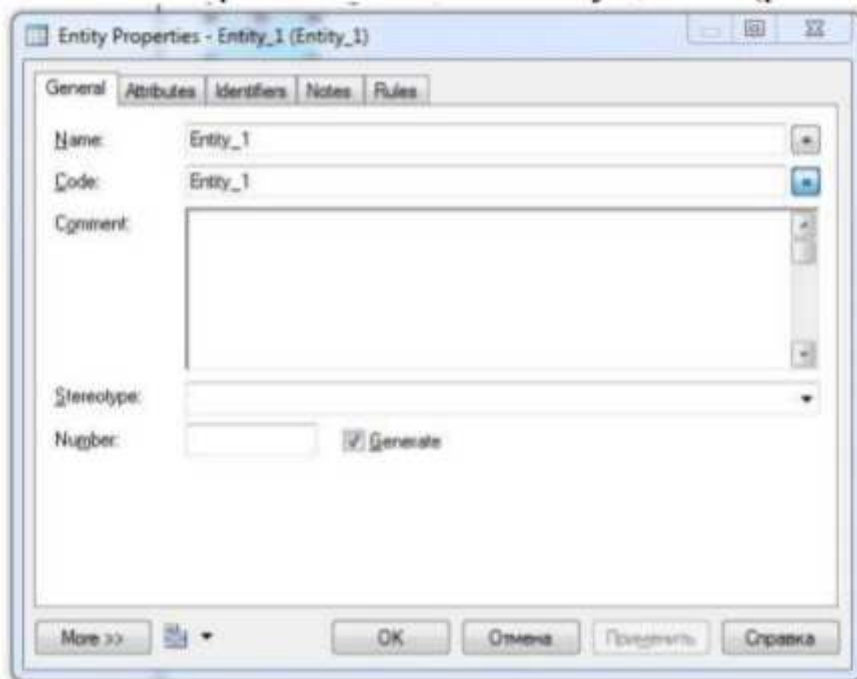 Entity Properties - Entity_1 (Entity_1)
General Attributes Identifiers Notes Rules
Name: Entity_1
Code: Entity_1
Comment:
Stereotype:
Number: Generate
More >> OK Отмена Применить Справка